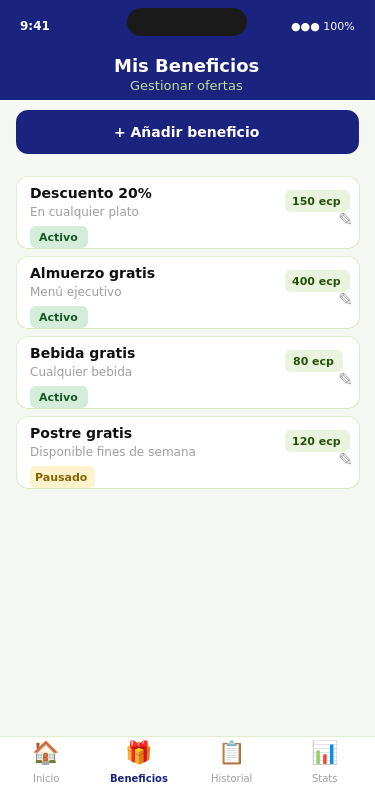 9:41
●●● 100%
Mis Beneficios
Gestionar ofertas
+ Añadir beneficio
Descuento 20%
150 ecp
En cualquier plato
Activo
Almuerzo gratis
400 ecp
Menú ejecutivo
Activo
Bebida gratis
80 ecp
Cualquier bebida
Activo
Postre gratis
120 ecp
Disponible fines de semana
Pausado
Inicio
Beneficios
Historial
Stats